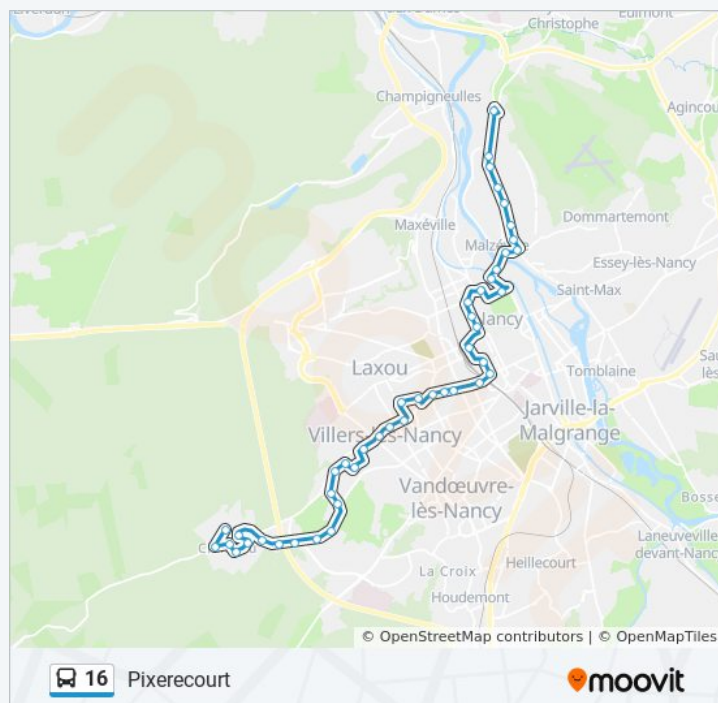 Christophe
Champigneulles
Agincou
Maxéville
Dommartemont
Malzéville
Essey-lès-Nancy
Saint-Max
Nancy
Laxou
Tomblaine
Jarville-la-
Malgrange
Villers-lès-Nancy
Vandœuvre-
lès-Nancy
Bosse
Laneuveville-
devant-Nanc
Heillecourt
La Croix
Houdemont
© OpenStreetMap contributors | © OpenMapTiles
16 Pixerecourt
moovit